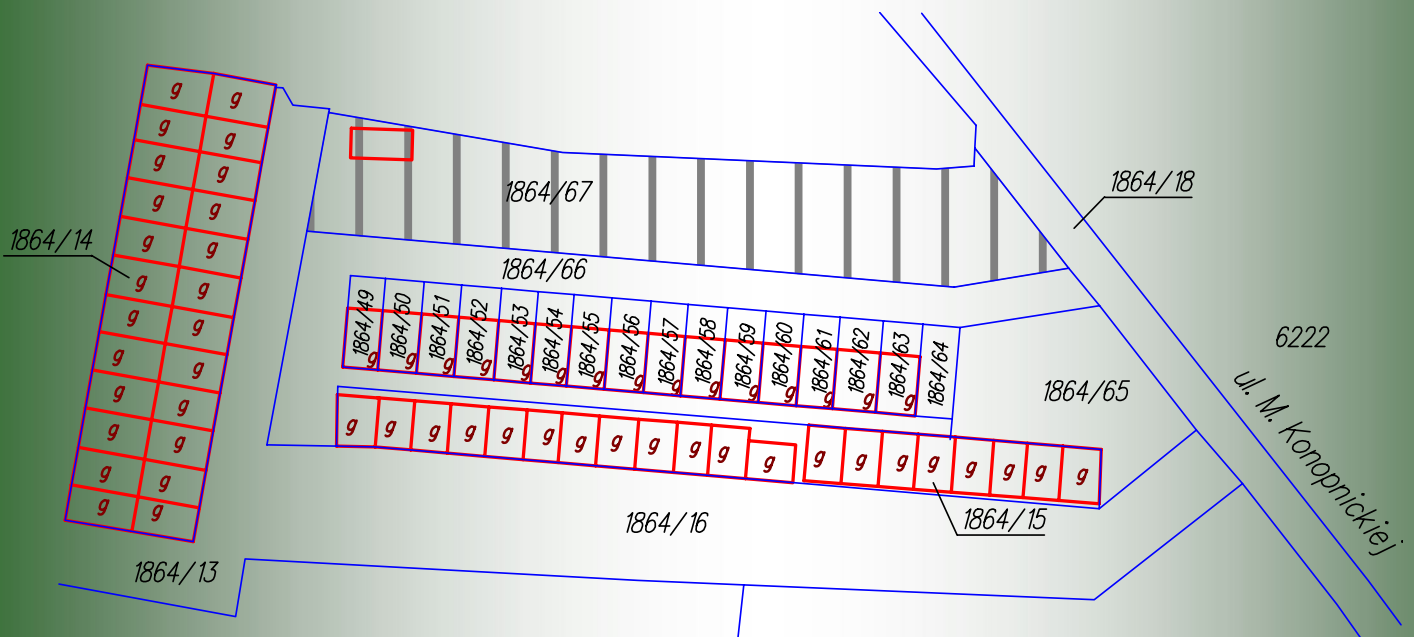 g g
g g
g g
g g
g g
g g
g g
g g
g g
g g
g g
g g
1864/14
1864/13
1864/67
1864/66
1864/18
6222
ul. M. Konopnickiej
1864/65
1864/49
1864/50
1864/51
1864/52
1864/53
1864/54
1864/55
1864/56
1864/57
1864/58
1864/59
1864/60
1864/61
1864/62
1864/63
1864/64
g g g g g g g g g g g g g g g
g g g g g g g g g g g g g g g g g g g
1864/15
1864/16